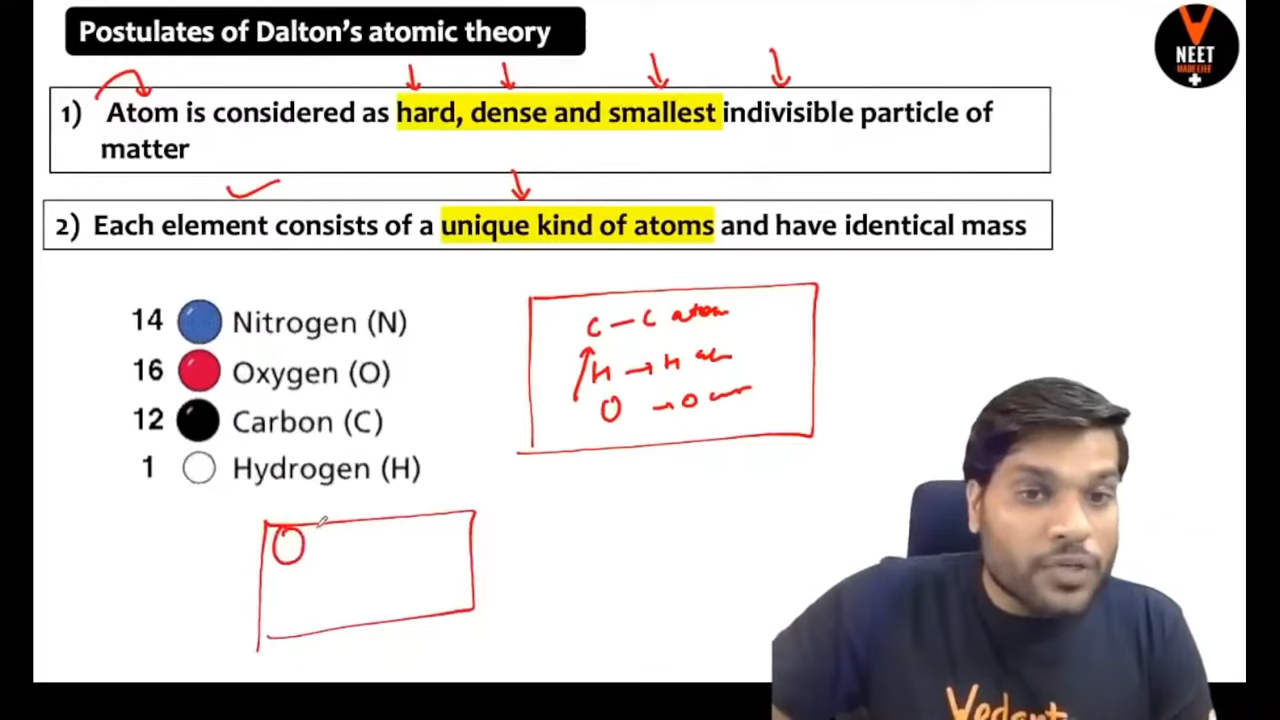 Postulates of Dalton's atomic theory
NEET
MADE EJEE
1) Atom is considered as hard, dense and smallest indivisible particle of
matter
2) Each element consists of a unique kind of atoms and have identical mass
14 Nitrogen (N)
16 Oxygen (O)
12 Carbon (C)
1 Hydrogen (H)
C – C atom
H → H
O → O
Vedant